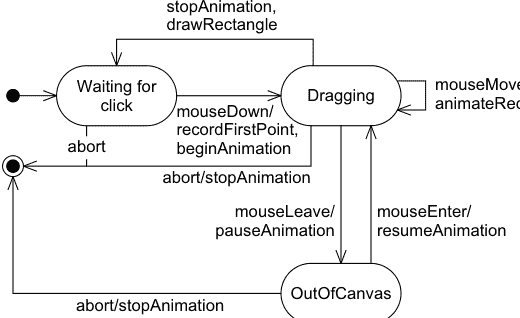 stopAnimation,
drawRectangle
Waiting for
click
Dragging
mouseMove
animateRec
mouseDown/
recordFirstPoint,
beginAnimation
abort
abort/stopAnimation
mouseLeave/
pauseAnimation
mouseEnter/
resumeAnimation
OutOfCanvas
abort/stopAnimation